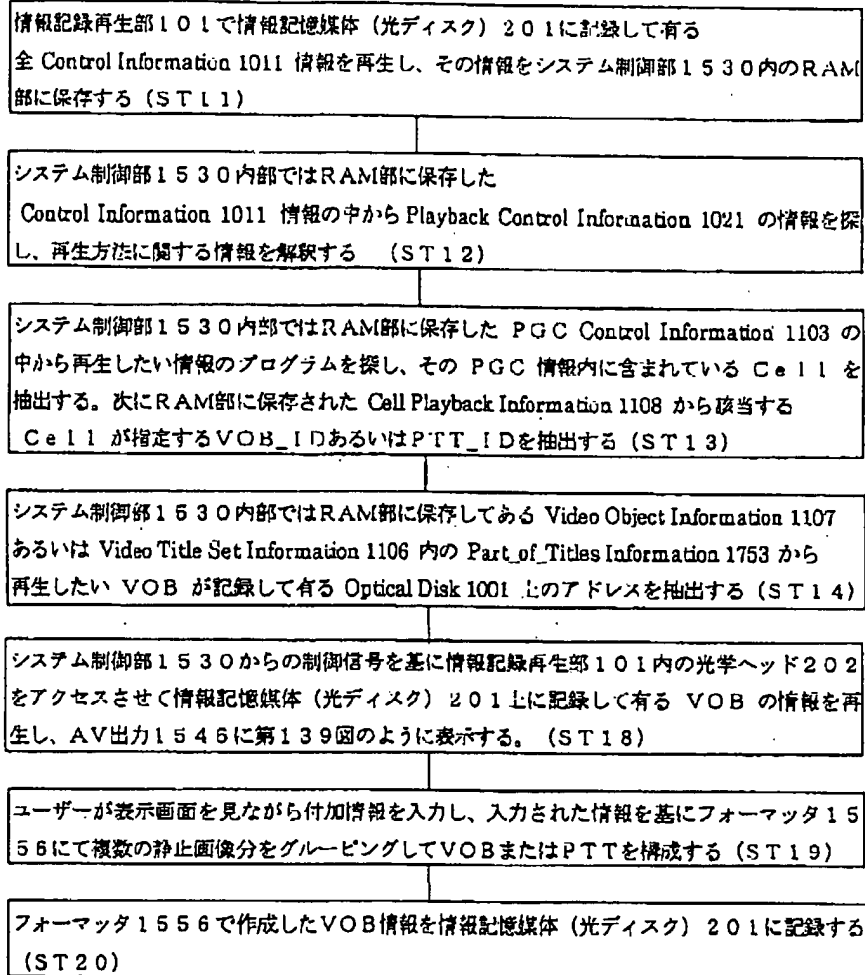 情報記録再生部101で情報記憶媒体（光ディスク）201に記録して有る
全 Control Information 1011 情報を再生し、その情報をシステム制御部1530内のRAM
部に保存する（ST11）
システム制御部1530内部ではRAM部に保存した
Control Information 1011 情報の中から Playback Control Information 1021 の情報を探
し、再生方法に関する情報を解釈する （ST12）
システム制御部1530内部ではRAM部に保存した PGC Control Information 1103 の
中から再生したい情報のプログラムを探し、その PGC 情報内に含まれている Cell を
抽出する。次にRAM部に保存された Cell Playback Information 1108 から該当する
Cell が指定するVOB_IDあるいはPTT_IDを抽出する（ST13）
システム制御部1530内部ではRAM部に保存してある Video Object Information 1107
あるいは Video Title Set Information 1106 内の Part_of_Titles Information 1753 から
再生したい VOB が記録して有る Optical Disk 1001 上のアドレスを抽出する（ST14）
システム制御部1530からの制御信号を基に情報記録再生部101内の光学ヘッド202
をアクセスさせて情報記憶媒体（光ディスク）201上に記録して有る VOB の情報を再
生し、AV出力1546に第139図のように表示する。（ST18）
ユーザーが表示画面を見ながら付加情報を入力し、入力された情報を基にフォーマッタ15
56にて複数の静止画像分をグルーピングしてVOBまたはPTTを構成する（ST19）
フォーマッタ1556で作成したVOB情報を情報記憶媒体（光ディスク）201に記録する
（ST20）